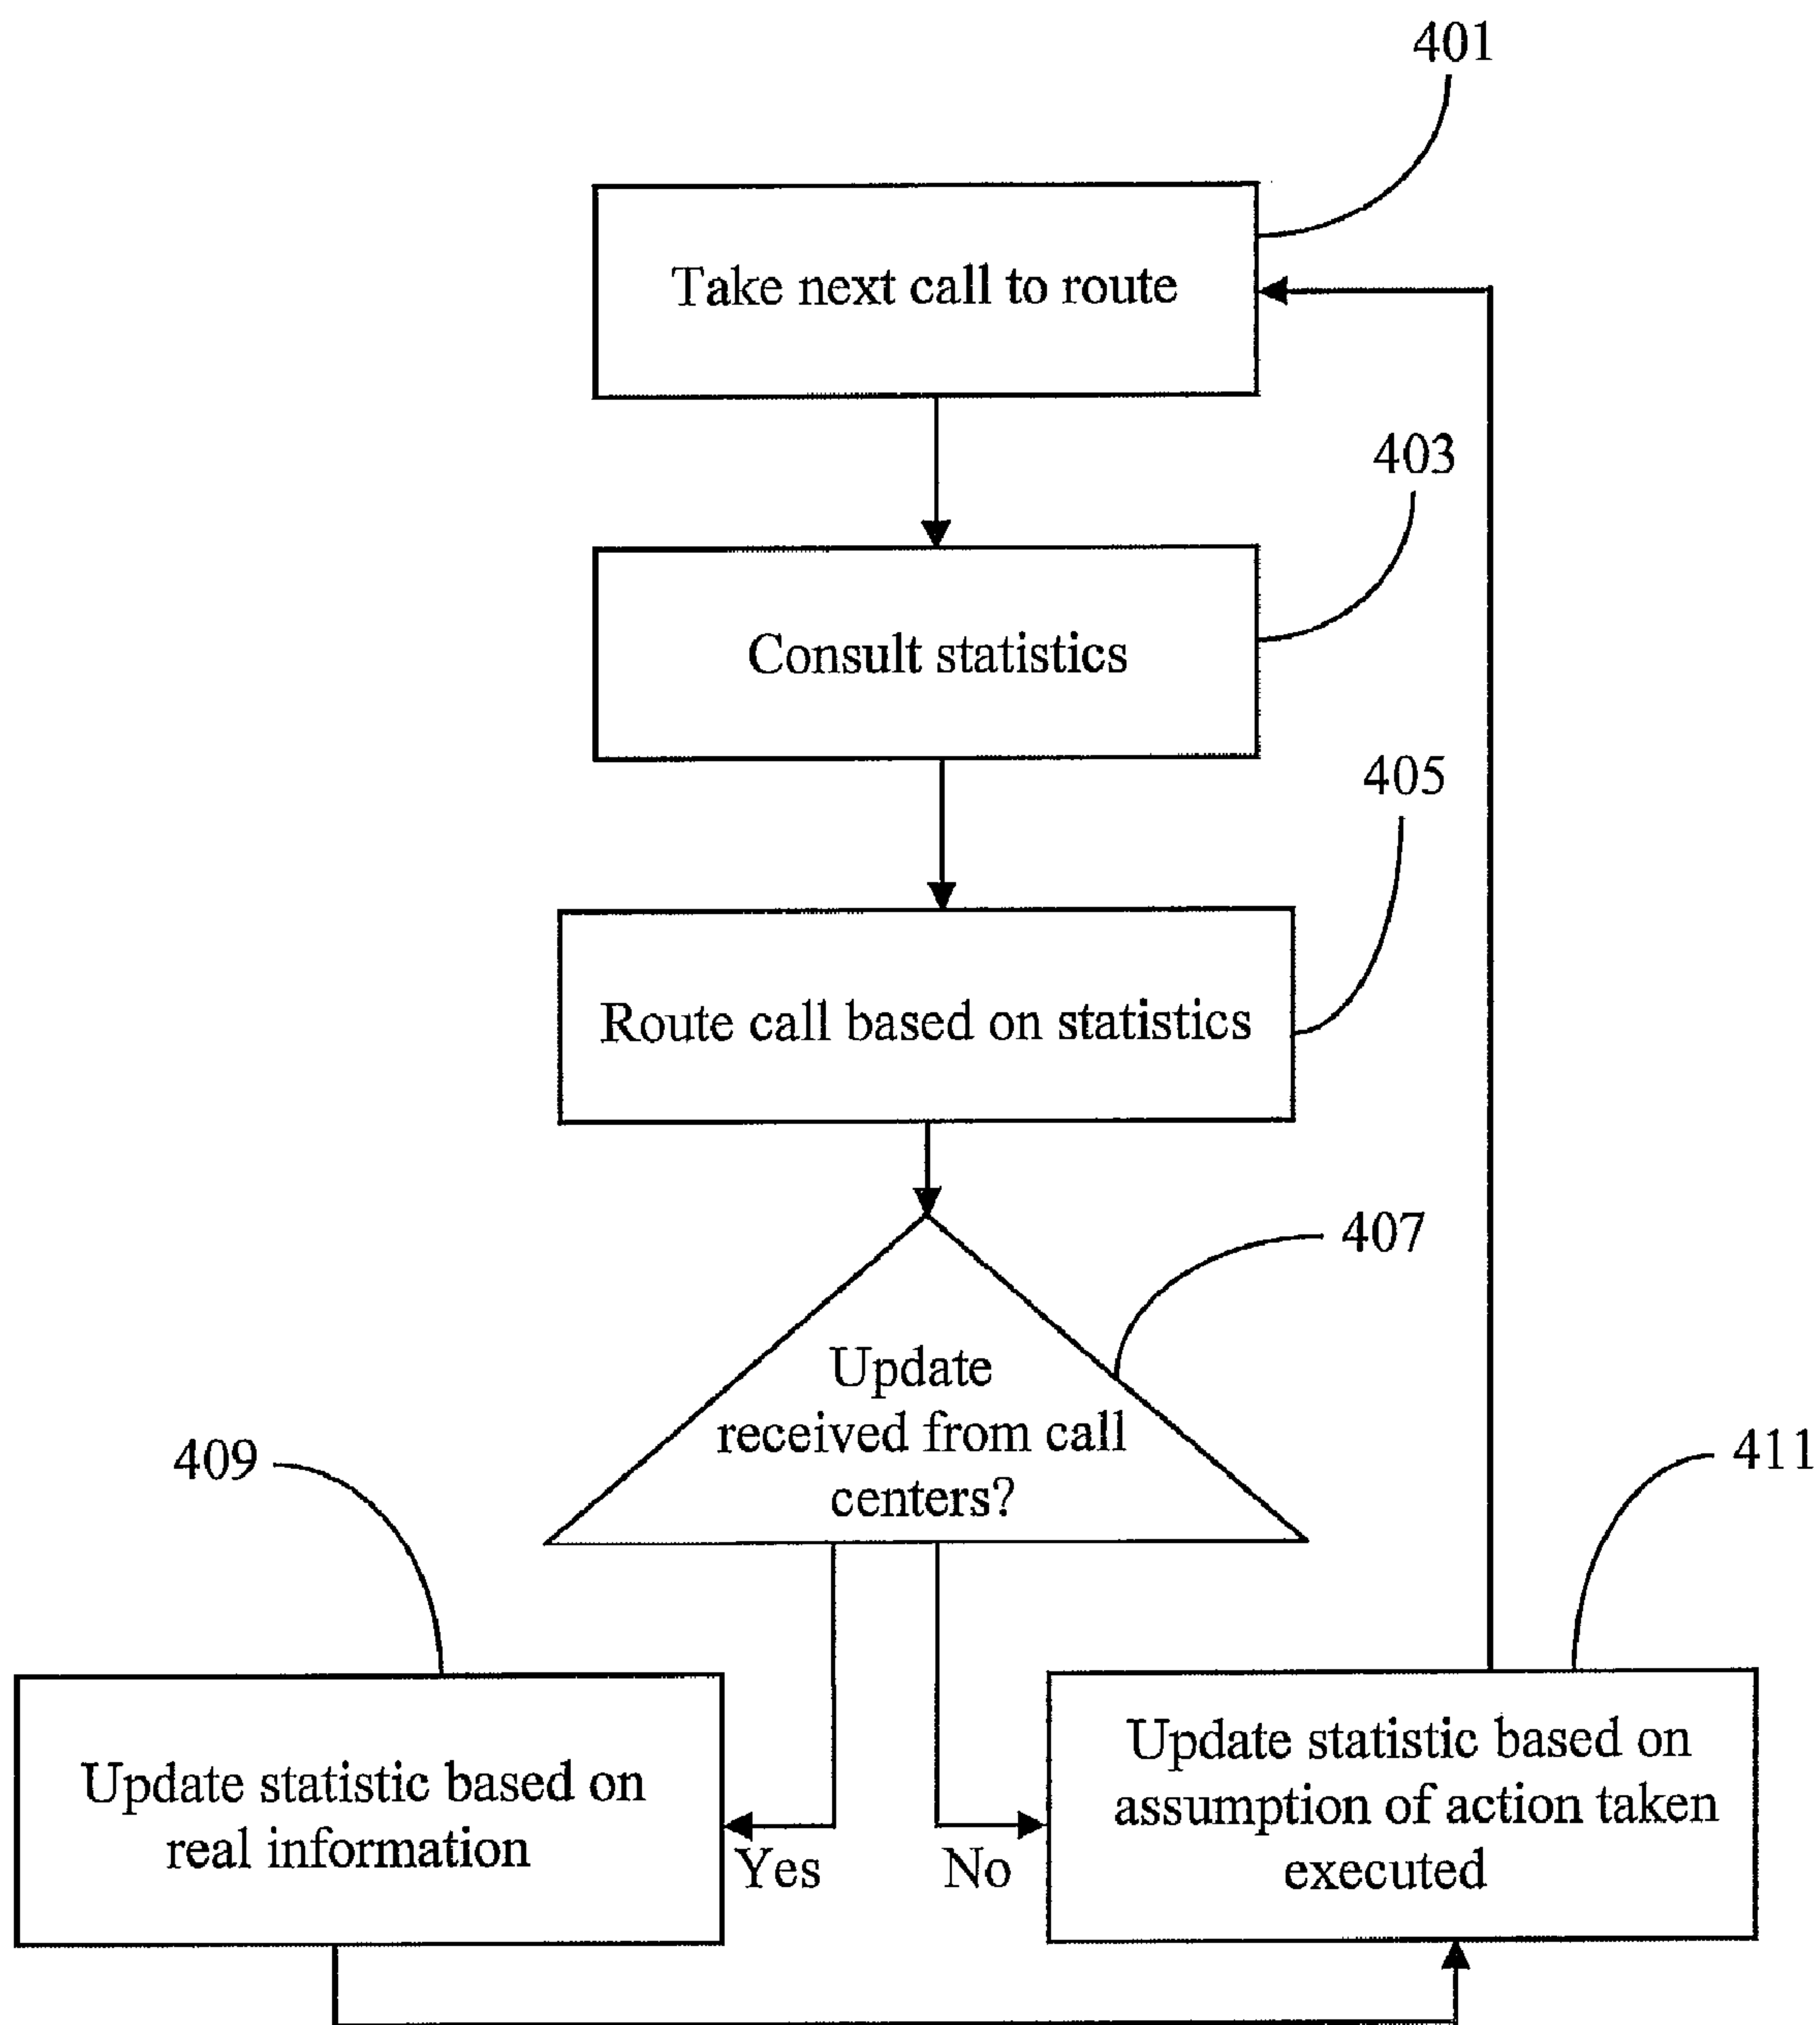 401
Take next call to route
403
Consult statistics
405
Route call based on statistics
407
Update
received from call
centers?
409
411
Update statistic based on
real information
Yes
No
Update statistic based on
assumption of action taken
executed